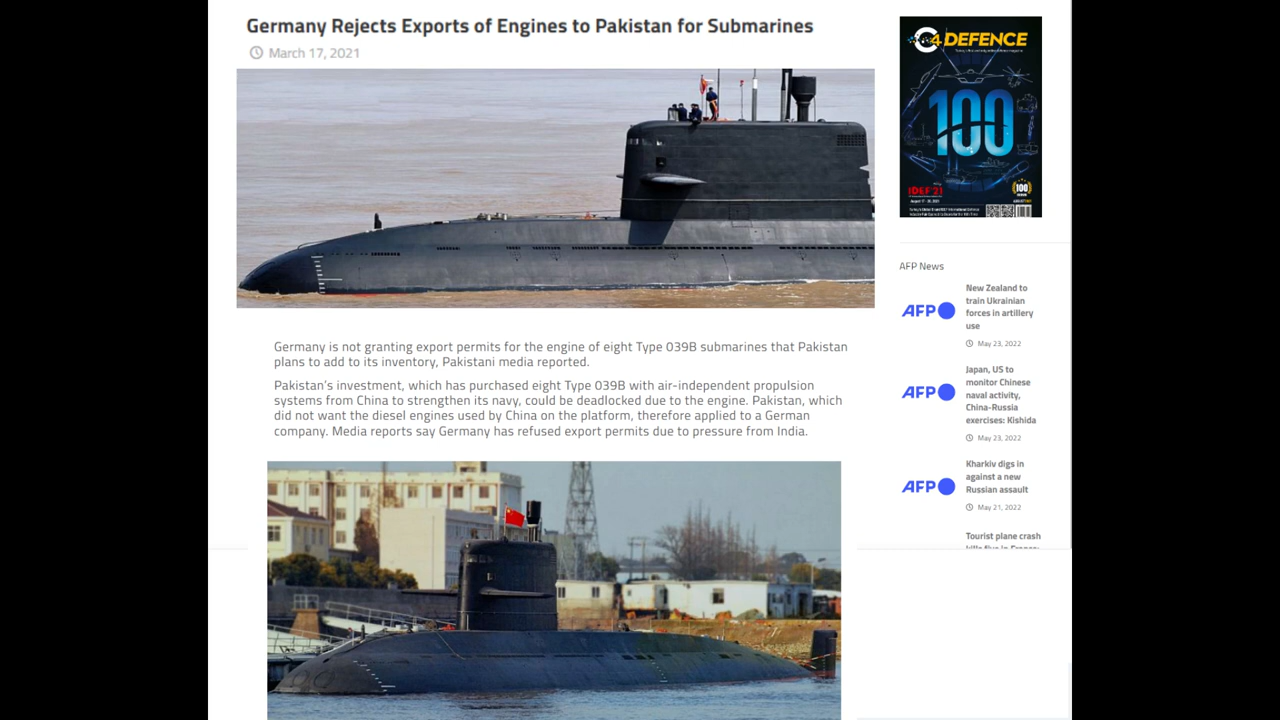 Germany Rejects Exports of Engines to Pakistan for Submarines
March 17, 2021
Germany is not granting export permits for the engine of eight Type 039B submarines that Pakistan
plans to add to its inventory, Pakistani media reported.
Pakistan's investment, which has purchased eight Type 039B with air-independent propulsion
systems from China to strengthen its navy, could be deadlocked due to the engine. Pakistan, which
did not want the diesel engines used by China on the platform, therefore applied to a German
company. Media reports say Germany has refused export permits due to pressure from India.
C4 DEFENCE
100
IDEF'21
100
AFP News
AFP
New Zealand to
train Ukrainian
forces in artillery
use
May 23, 2022
AFP
Japan, US to
monitor Chinese
naval activity,
China-Russia
exercises: Kishida
May 23, 2022
AFP
Kharkiv digs in
against a new
Russian assault
May 21, 2022
Tourist plane crash